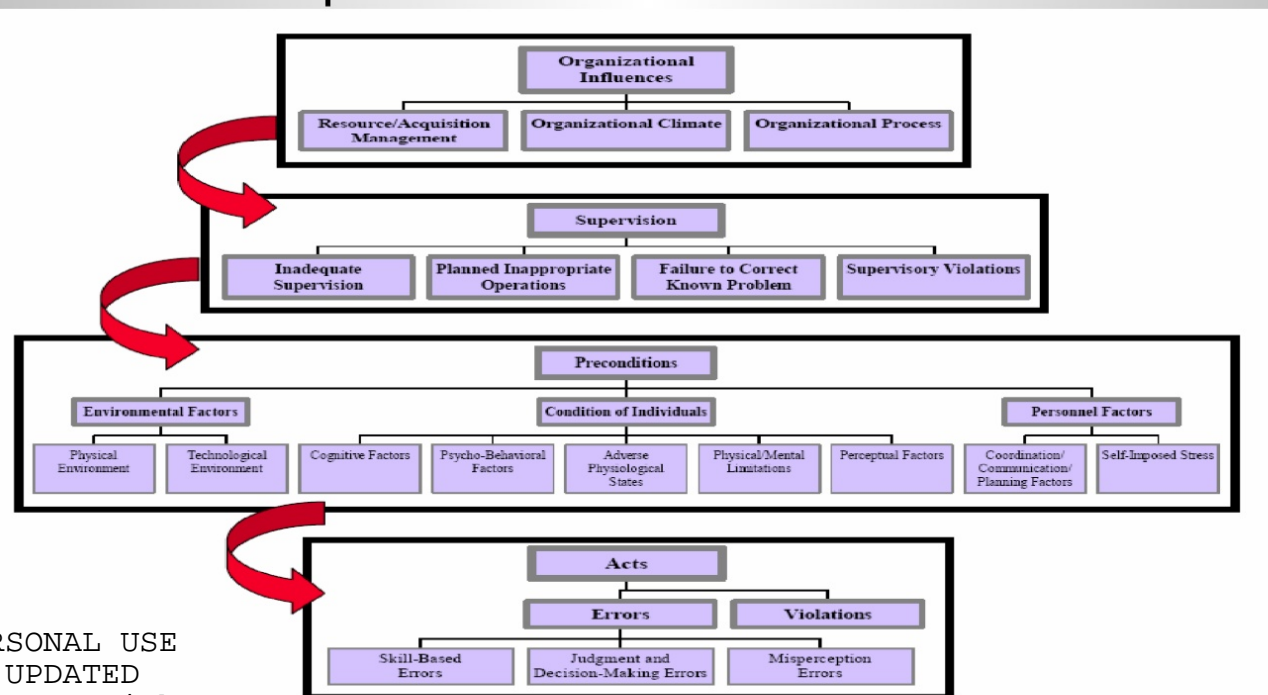 Organizational
Influences
Resource/Acquisition
Management
Organizational Climate
Organizational Process
Supervision
Inadequate
Supervision
Planned Inappropriate
Operations
Failure to Correct
Known Problem
Supervisory Violations
Preconditions
Environmental Factors
Condition of Individuals
Personnel Factors
Physical
Environment
Technological
Environment
Cognitive Factors
Psycho-Behavioral
Factors
Adverse
Physiological
States
Physical/Mental
Limitations
Perceptual Factors
Coordination/
Communication/
Planning Factors
Self-Imposed Stress
Acts
Errors
Violations
Skill-Based
Errors
Judgment and
Decision-Making Errors
Misperception
Errors
RSONAL USE
UPDATED